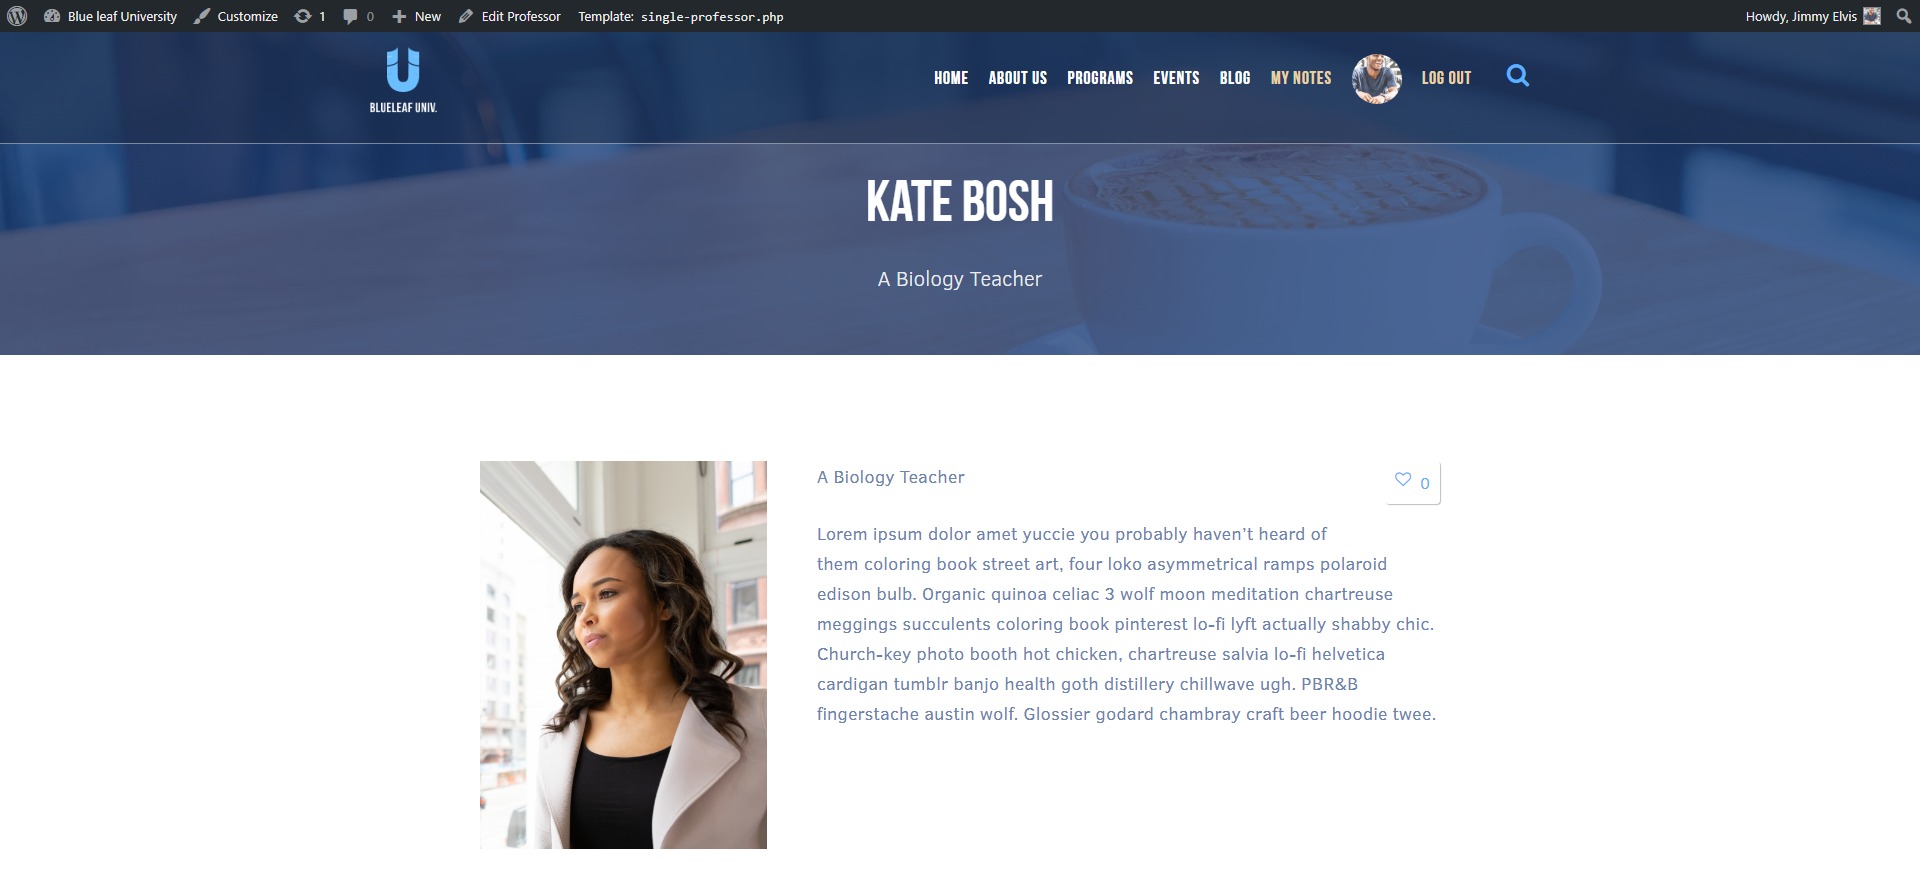 Blue leaf University Customize 1 0 New Edit Professor Template: single-professor.php Howdy, Jimmy Elvis
BLUELEAF UNIV.
HOME ABOUT US PROGRAMS EVENTS BLOG MY NOTES LOG OUT
KATE BOSH
A Biology Teacher
A Biology Teacher
0
Lorem ipsum dolor amet yuccie you probably haven’t heard of
them coloring book street art, four loko asymmetrical ramps polaroid
edison bulb. Organic quinoa celiac 3 wolf moon meditation chartreuse
meggings succulents coloring book pinterest lo-fi lyft actually shabby chic.
Church-key photo booth hot chicken, chartreuse salvia lo-fi helvetica
cardigan tumblr banjo health goth distillery chillwave ugh. PBR&B
fingerstache austin wolf. Glossier godard chambray craft beer hoodie twee.